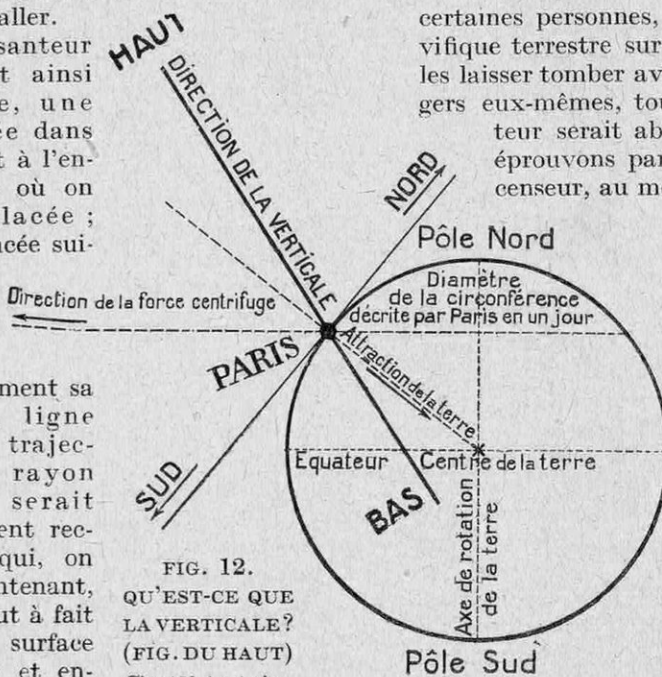 aller.
santeur
t ainsi
e, une
ée dans
t à l'en-
où on
lacée ;
acée sui-
ment sa
ligne
trajec-
rayon
serait
ent rec-
qui, on
ntenant,
ut à fait
surface
et en-
certaines personnes,
vifique terrestre sur
les laisser tomber av
gers eux-mêmes, tou
teur serait ab
éprouvons par
censeur, au m
HAUT
DIRECTION DE LA VERTICALE
NORD
Pôle Nord
Diamètre
de la circonférence
décrite par Paris en un jour
Direction de la force centrifuge
PARIS
Attraction de la terre
Equateur
Centre de la terre
SUD
BAS
Axe de rotation
de la terre
Pôle Sud
FIG. 12.
QU'EST-CE QUE
LA VERTICALE?
(FIG. DU HAUT)